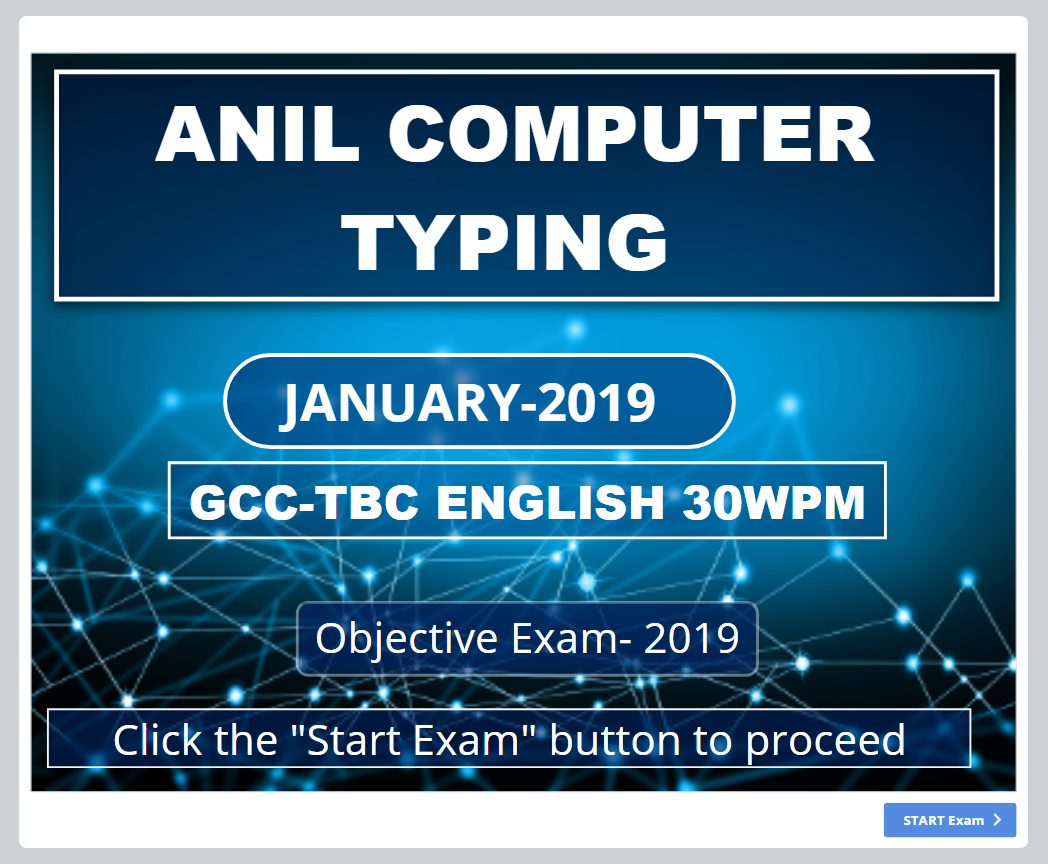 ANIL COMPUTER
TYPING
JANUARY-2019
GCC-TBC ENGLISH 30WPM
Objective Exam- 2019
Click the "Start Exam" button to proceed
START Exam